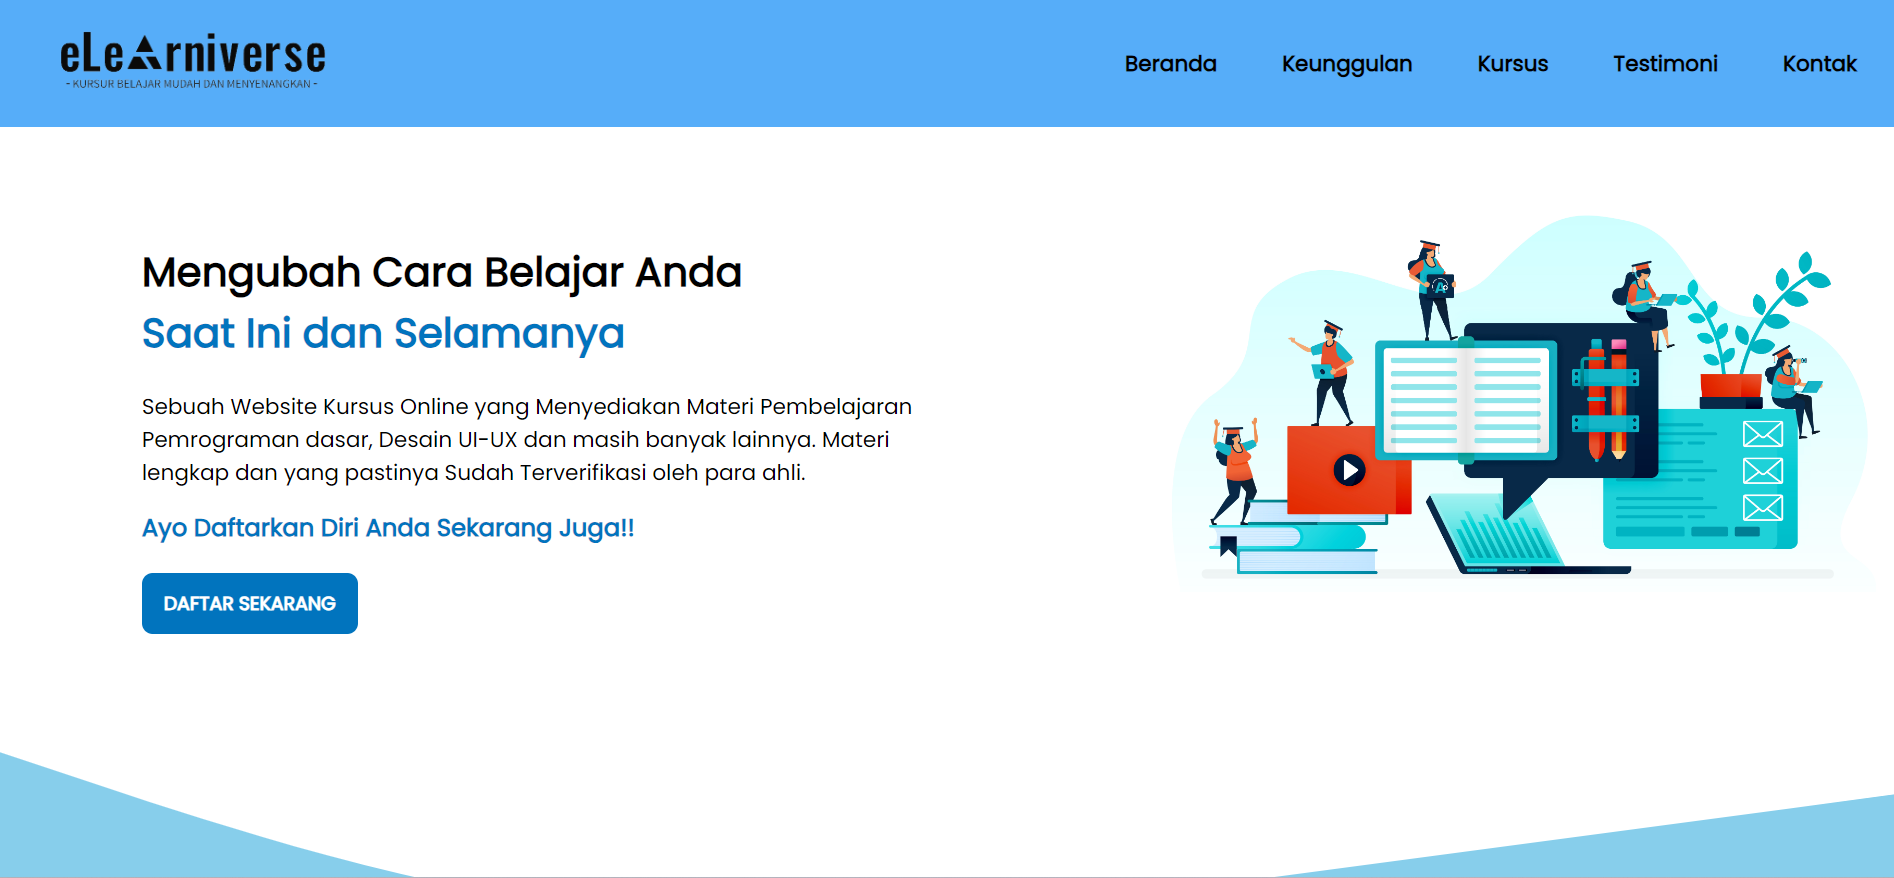 eLeArniverse
- KURSUR BELAJAR MUDAH DAN MENYENANGKAN -
Beranda
Keunggulan
Kursus
Testimoni
Kontak
Mengubah Cara Belajar Anda
Saat Ini dan Selamanya
Sebuah Website Kursus Online yang Menyediakan Materi Pembelajaran
Pemrograman dasar, Desain UI-UX dan masih banyak lainnya. Materi
lengkap dan yang pastinya Sudah Terverifikasi oleh para ahli.
Ayo Daftarkan Diri Anda Sekarang Juga!!
DAFTAR SEKARANG